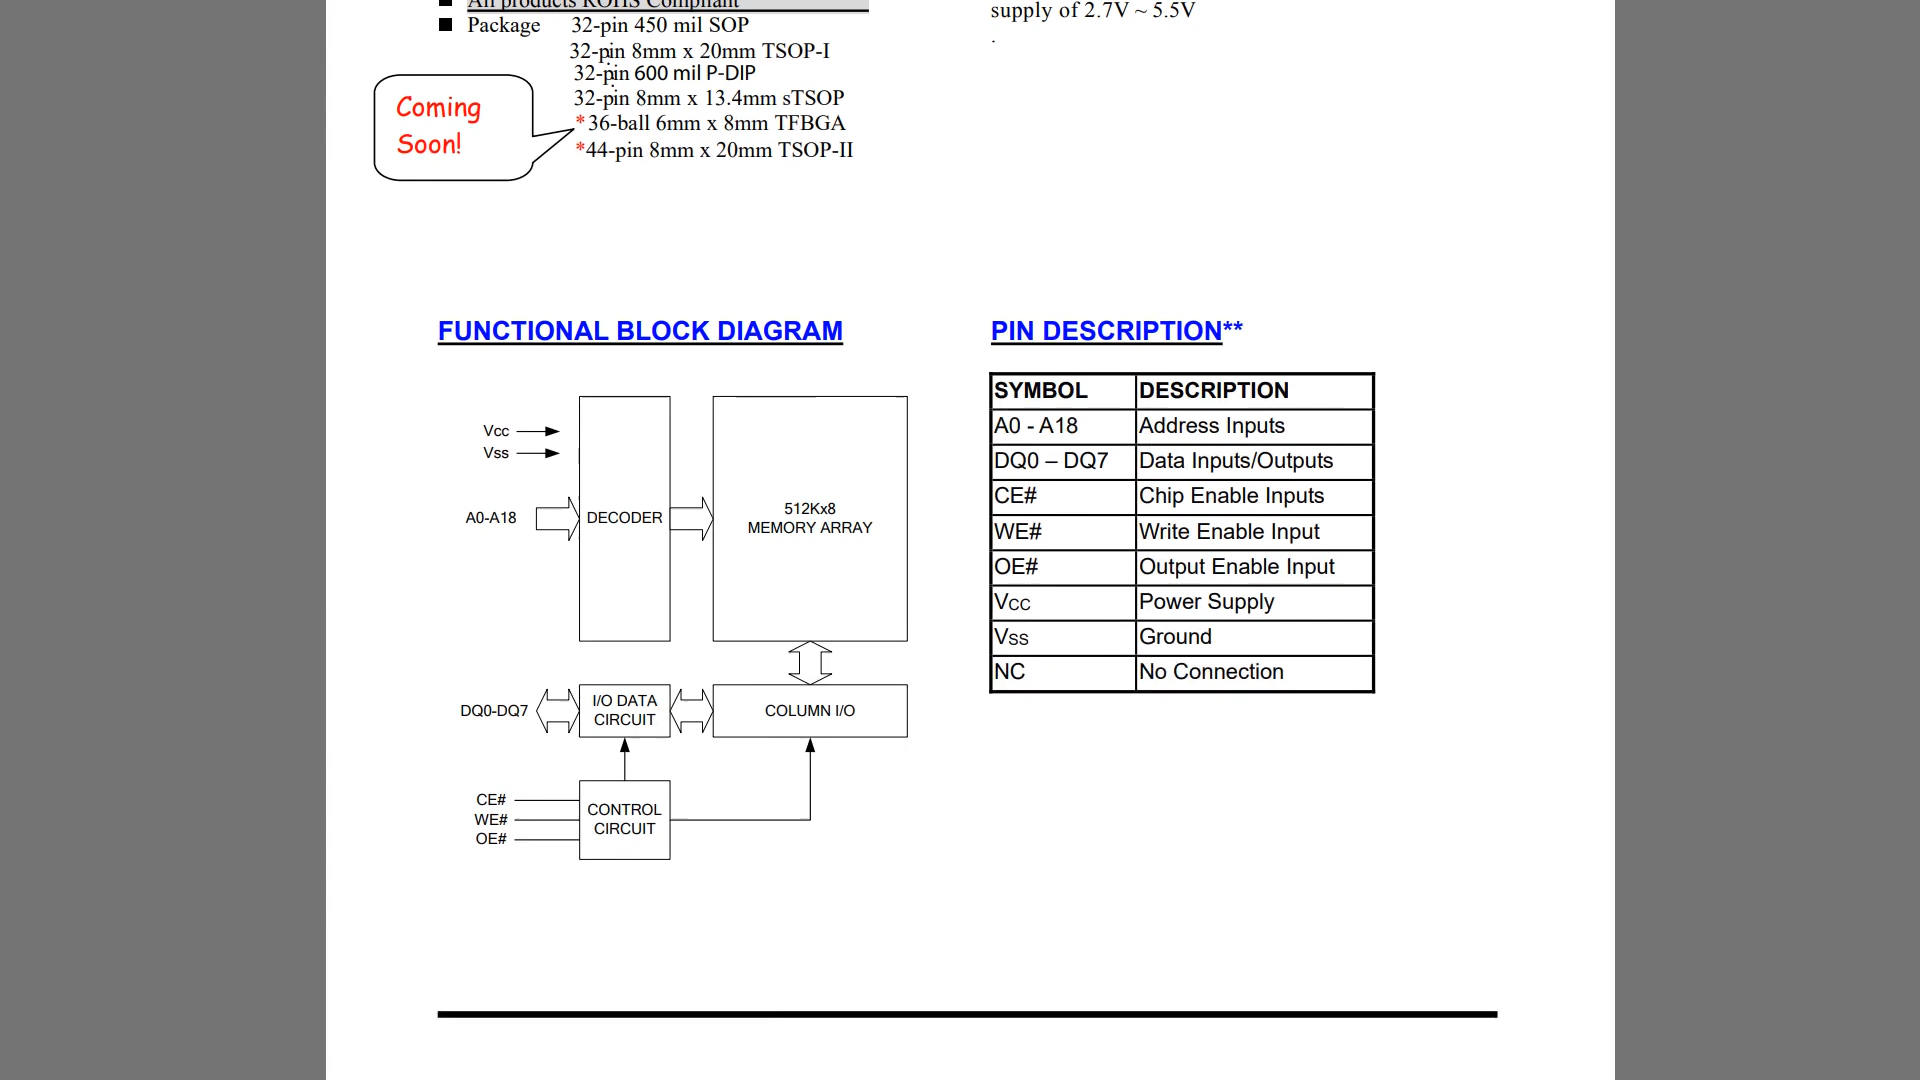 All products ROHS Compliant
Package 32-pin 450 mil SOP
32-pin 8mm x 20mm TSOP-I
32-pin 600 mil P-DIP
32-pin 8mm x 13.4mm sTSOP
*36-ball 6mm x 8mm TFBGA
*44-pin 8mm x 20mm TSOP-II
Coming
Soon!
supply of 2.7V ~ 5.5V
.
FUNCTIONAL BLOCK DIAGRAM
Vcc
Vss
A0-A18
DECODER
512Kx8
MEMORY ARRAY
DQ0-DQ7
I/O DATA
CIRCUIT
COLUMN I/O
CE#
WE#
OE#
CONTROL
CIRCUIT
PIN DESCRIPTION**
SYMBOL DESCRIPTION
A0 - A18 Address Inputs
DQ0 – DQ7 Data Inputs/Outputs
CE# Chip Enable Inputs
WE# Write Enable Input
OE# Output Enable Input
VCC Power Supply
VSS Ground
NC No Connection